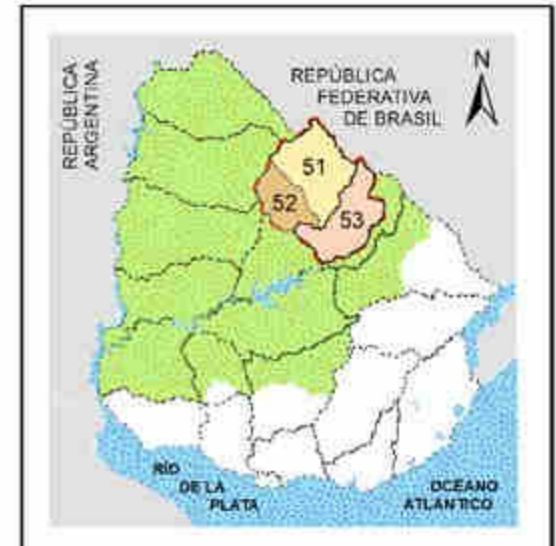 REPÚBLICA
ARGENTINA
REPÚBLICA
FEDERATIVA
DE BRASIL
N
51
52
53
RÍO
DE LA
PLATA
OCEANO
ATLANTICO